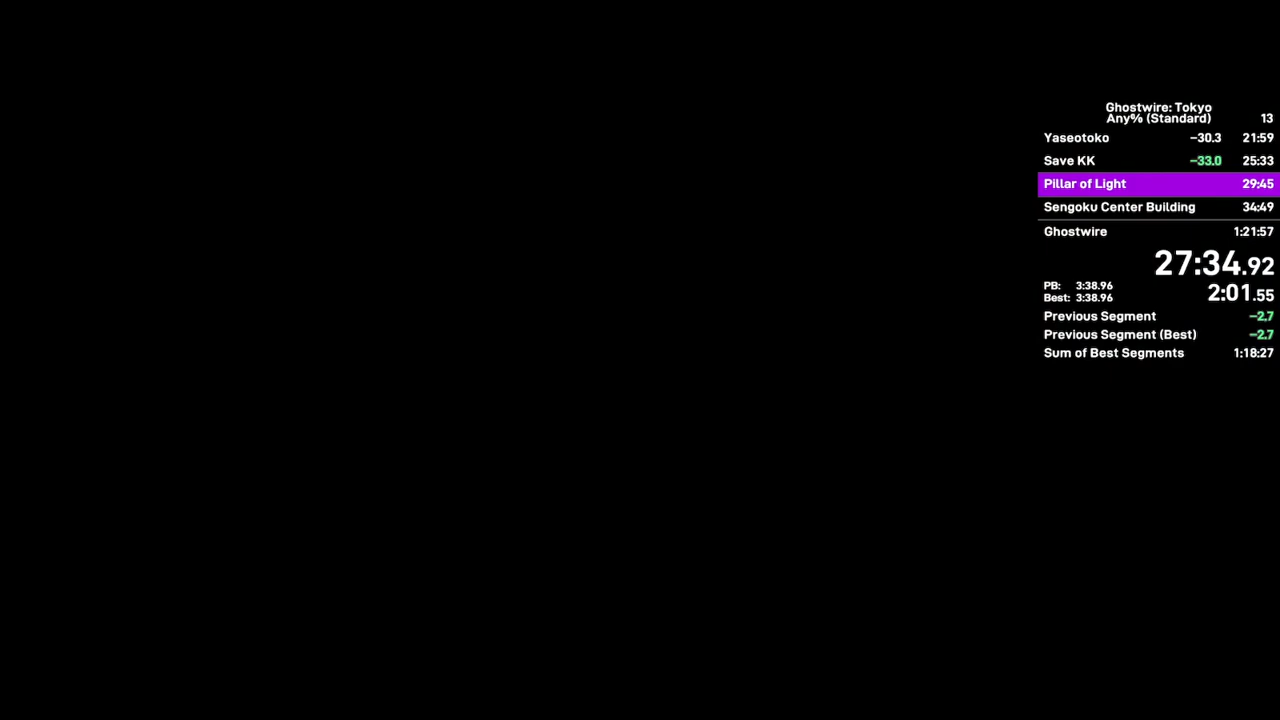 Ghostwire: Tokyo
Any% (Standard) 13
Yaseotoko −30.3 21:59
Save KK −33.0 25:33
Pillar of Light 29:45
Sengoku Center Building 34:49
Ghostwire 1:21:57
27:34.92
PB: 3:38.96
Best: 3:38.96
2:01.55
Previous Segment −2.7
Previous Segment (Best) −2.7
Sum of Best Segments 1:18:27